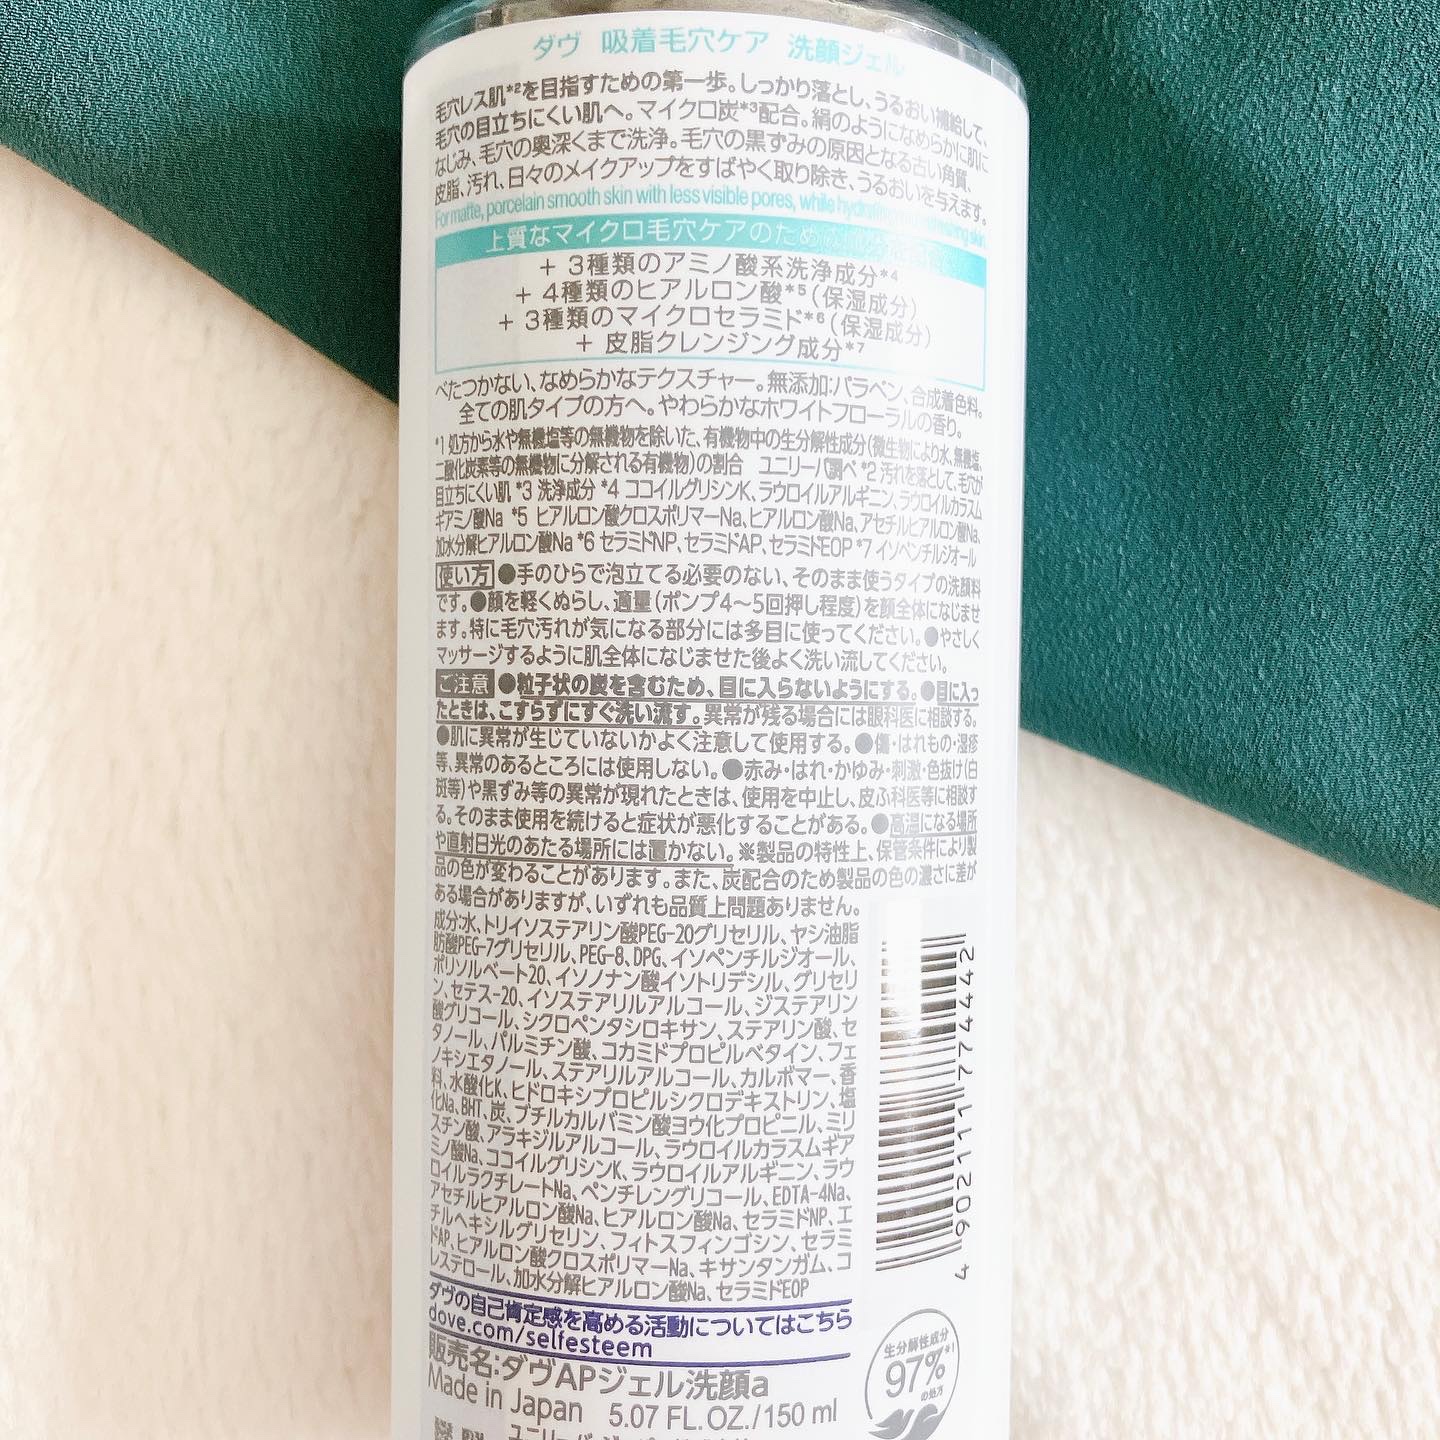 ダヴ 吸着毛穴ケア 洗顔ジェル
毛穴レス肌*²を目指すための第一歩。しっかり落とし、うるおい補給して、
毛穴の目立ちにくい肌へ。マイクロ炭*³配合。絹のようになめらかに肌に
なじみ、毛穴の奥深くまで洗浄。毛穴の黒ずみの原因となる古い角質、
皮脂、汚れ、日々のメイクアップをすばやく取り除き、うるおいを与えます。
For matte, porcelain smooth skin with less visible pores, while hydrating
上質なマイクロ毛穴ケアのため
+ 3種類のアミノ酸系洗浄成分*⁴
+ 4種類のヒアルロン酸*⁵(保湿成分)
+ 3種類のマイクロセラミド*⁶(保湿成分)
+ 皮脂クレンジング成分*⁷
べたつかない、なめらかなテクスチャー。無添加:パラベン、合成着色料。
全ての肌タイプの方へ。やわらかなホワイトフローラルの香り。
*1 処方から水や無機塩等の無機物を除いた、有機物中の生分解性成分(微生物により水、無機塩、
二酸化炭素等の無機物に分解される有機物)の割合 ユニリーバ調べ *2 汚れを落として、毛穴が
目立ちにくい肌 *3 洗浄成分 *4 ココイルグリシンK、ラウロイルアルギニン、ラウロイルカラスム
ギアミノ酸Na *5 ヒアルロン酸クロスポリマーNa、ヒアルロン酸Na、アセチルヒアルロン酸Na、
加水分解ヒアルロン酸Na *6 セラミドNP、セラミドAP、セラミドEOP *7 イソペンチルジオール
使い方 ●手のひらで泡立てる必要のない、そのまま使うタイプの洗顔料
です。●顔を軽くぬらし、適量(ポンプ4〜5回押し程度)を顔全体になじませ
ます。特に毛穴汚れが気になる部分には多目に使ってください。●やさしく
マッサージするように肌全体になじませた後よく洗い流してください。
ご注意 ●粒子状の炭を含むため、目に入らないようにする。●目に入っ
たときは、こすらずにすぐ洗い流す。異常が残る場合には眼科医に相談する。
●肌に異常が生じていないかよく注意して使用する。●傷・はれもの・湿疹
等、異常のあるところには使用しない。●赤み・はれ・かゆみ・刺激・色抜け(白
斑等)や黒ずみ等の異常が現れたときは、使用を中止し、皮ふ科医等に相談す
る。そのまま使用を続けると症状が悪化することがある。●高温になる場所
や直射日光のあたる場所には置かない。※製品の特性上、保管条件により製
品の色が変わることがあります。また、炭配合のため製品の色の濃さに差が
ある場合がありますが、いずれも品質上問題ありません。
成分:水、トリイソステアリン酸PEG-20グリセリル、ヤシ油脂
肪酸PEG-7グリセリル、PEG-8、DPG、イソペンチルジオール、
ポリソルベート20、イソノナン酸イソトリデシル、グリセリ
ン、セテス-20、イソステアリルアルコール、ジステアリン
酸グリコール、シクロペンタシロキサン、ステアリン酸、セ
タノール、パルミチン酸、コカミドプロピルベタイン、フェ
ノキシエタノール、ステアリルアルコール、カルボマー、香
料、水酸化K、ヒドロキシプロピルシクロデキストリン、塩
化Na、BHT、炭、ブチルカルバミン酸ヨウ化プロピニル、ミリ
スチン酸、アラキジルアルコール、ラウロイルカラスムギア
ミノ酸Na、ココイルグリシンK、ラウロイルアルギニン、ラウ
ロイルラクチレートNa、ペンチレングリコール、EDTA-4Na、
アセチルヒアルロン酸Na、ヒアルロン酸Na、セラミドNP、エ
チルヘキシルグリセリン、フィトスフィンゴシン、セラミ
ドAP、ヒアルロン酸クロスポリマーNa、キサンタンガム、コ
レステロール、加水分解ヒアルロン酸Na、セラミドEOP
4 902111 774442
ダヴの自己肯定感を高める活動についてはこちら
dove.com/selfesteem
生分解性成分
97%*¹
の処方
販売名:ダヴAPジェル洗顔a
Made in Japan 5.07 FL.OZ./150 ml